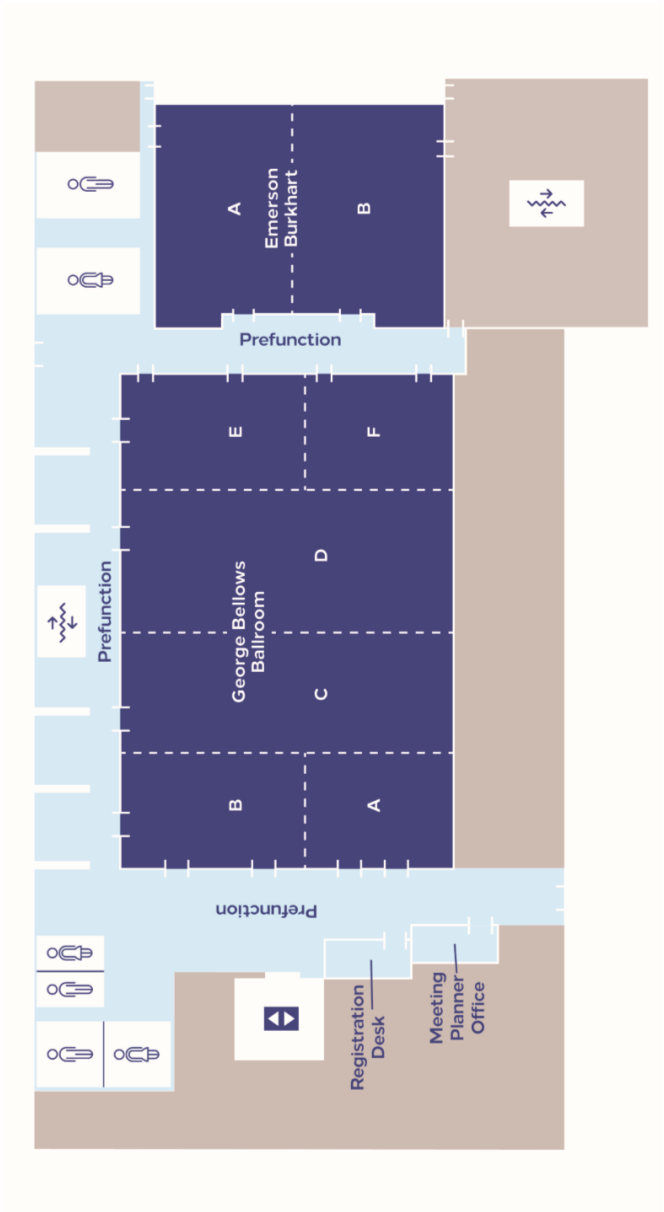 A
Emerson
Burkhart
B
Prefunction
E
F
Prefunction
D
George Bellows
Ballroom
C
B
A
Prefunction
Registration
Desk
Meeting
Planner
Office